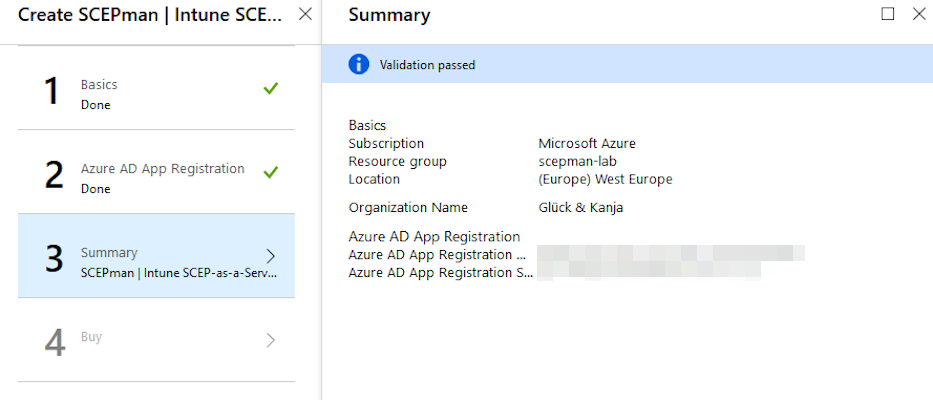 Create SCEPman | Intune SCE...
1
Basics
Done
2
Azure AD App Registration
Done
3
Summary
SCEPman | Intune SCEP-as-a-Serv...
4
Buy
Summary
Validation passed
Basics
Subscription Microsoft Azure
Resource group scepman-lab
Location (Europe) West Europe
Organization Name Glück & Kanja
Azure AD App Registration
Azure AD App Registration ...
Azure AD App Registration S...